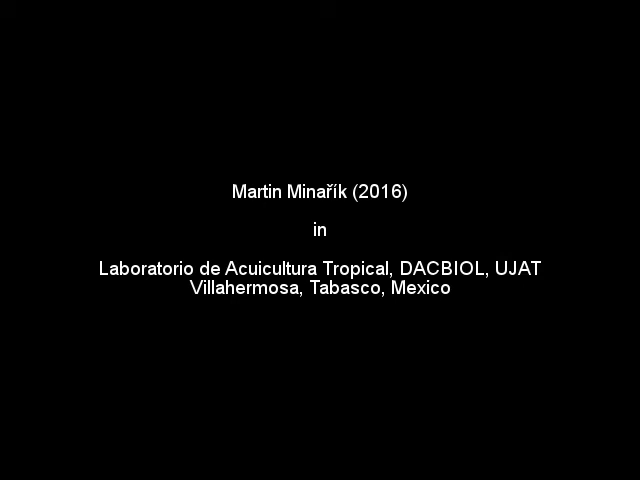 Martin Minařík (2016)
in
Laboratorio de Acuicultura Tropical, DACBIOL, UJAT
Villahermosa, Tabasco, Mexico